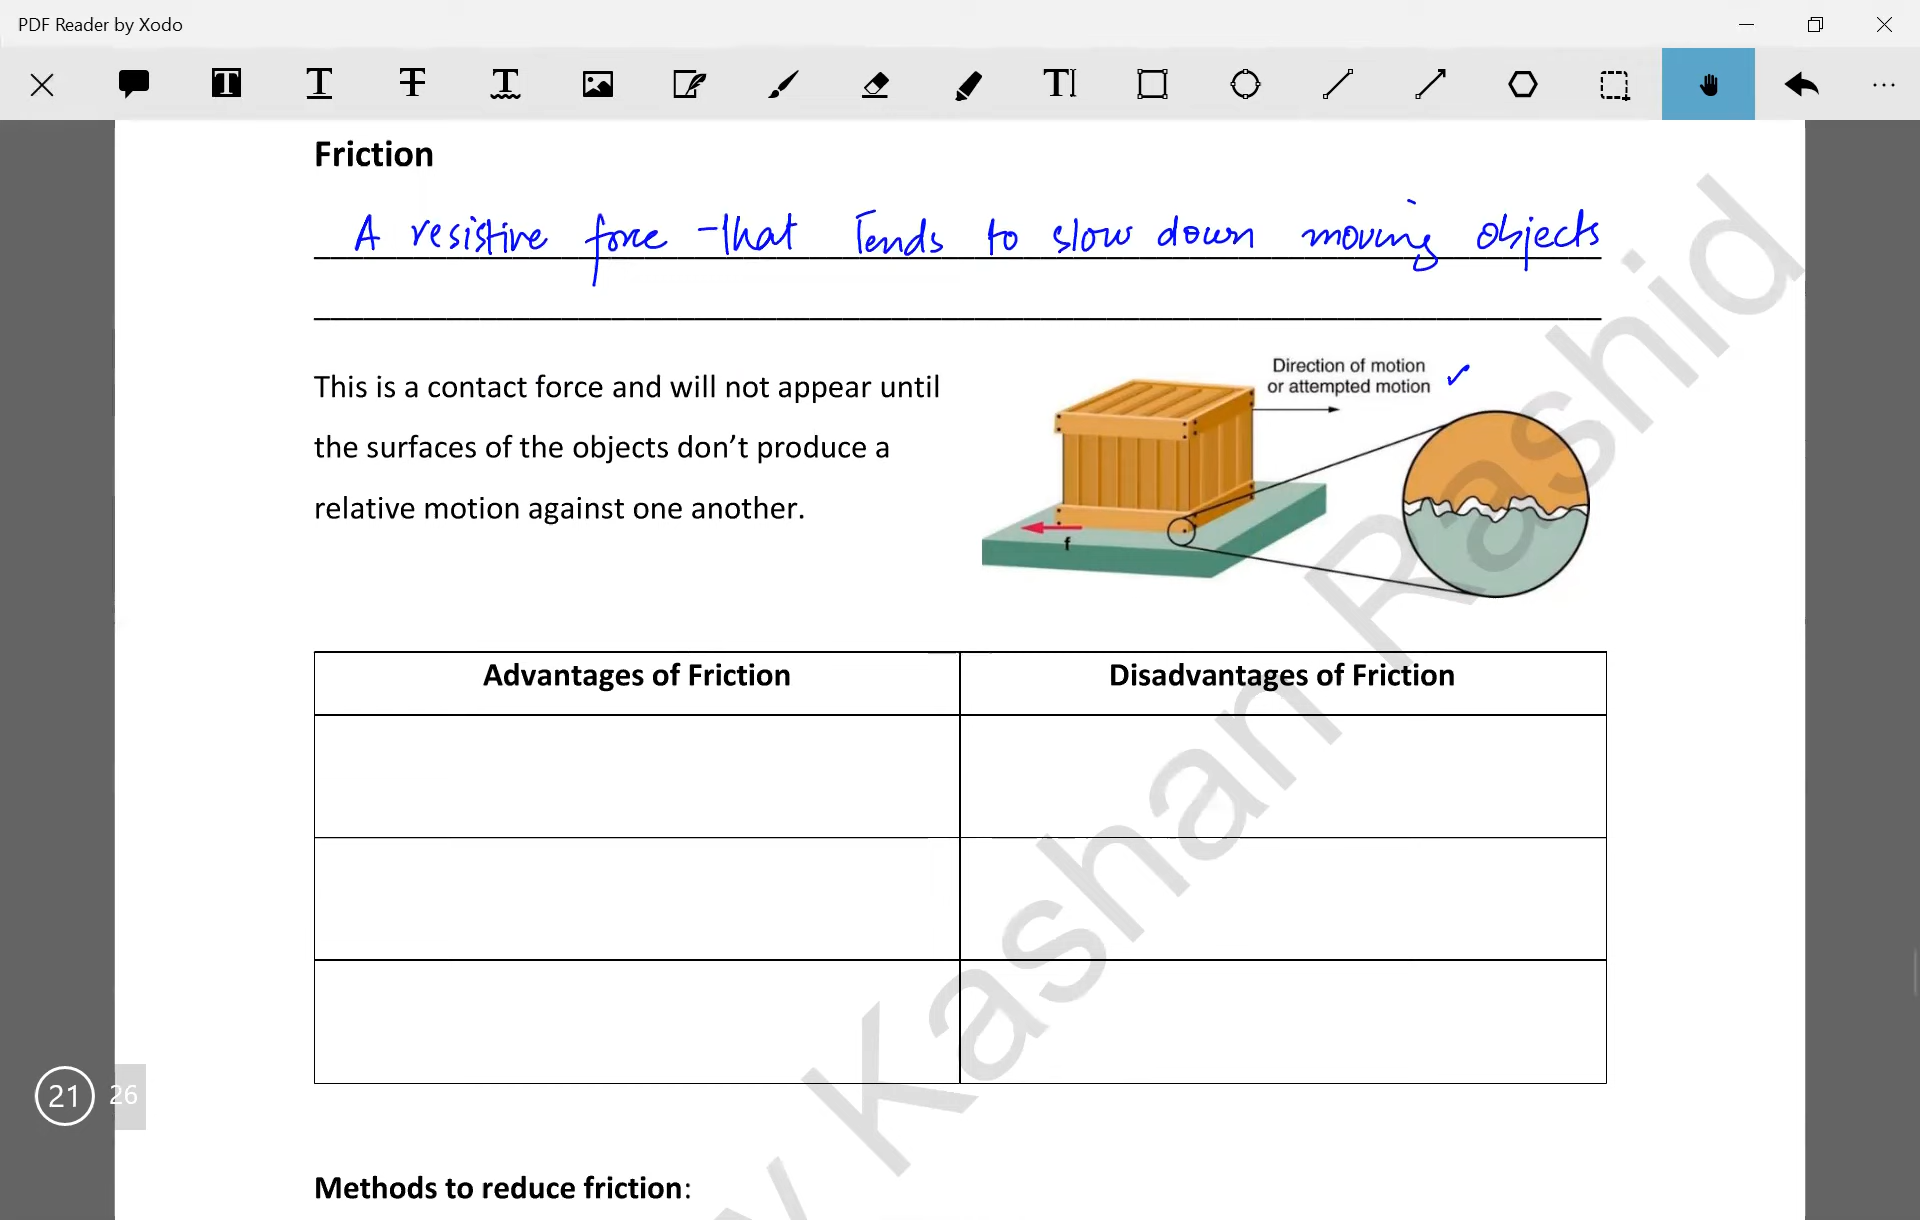 PDF Reader by Xodo
Friction
A resistive force that Tends to slow down moving objects
This is a contact force and will not appear until
the surfaces of the objects don't produce a
relative motion against one another.
Direction of motion
or attempted motion ✓
f
Advantages of Friction Disadvantages of Friction
21 26
Methods to reduce friction:
y Kashan Rashid